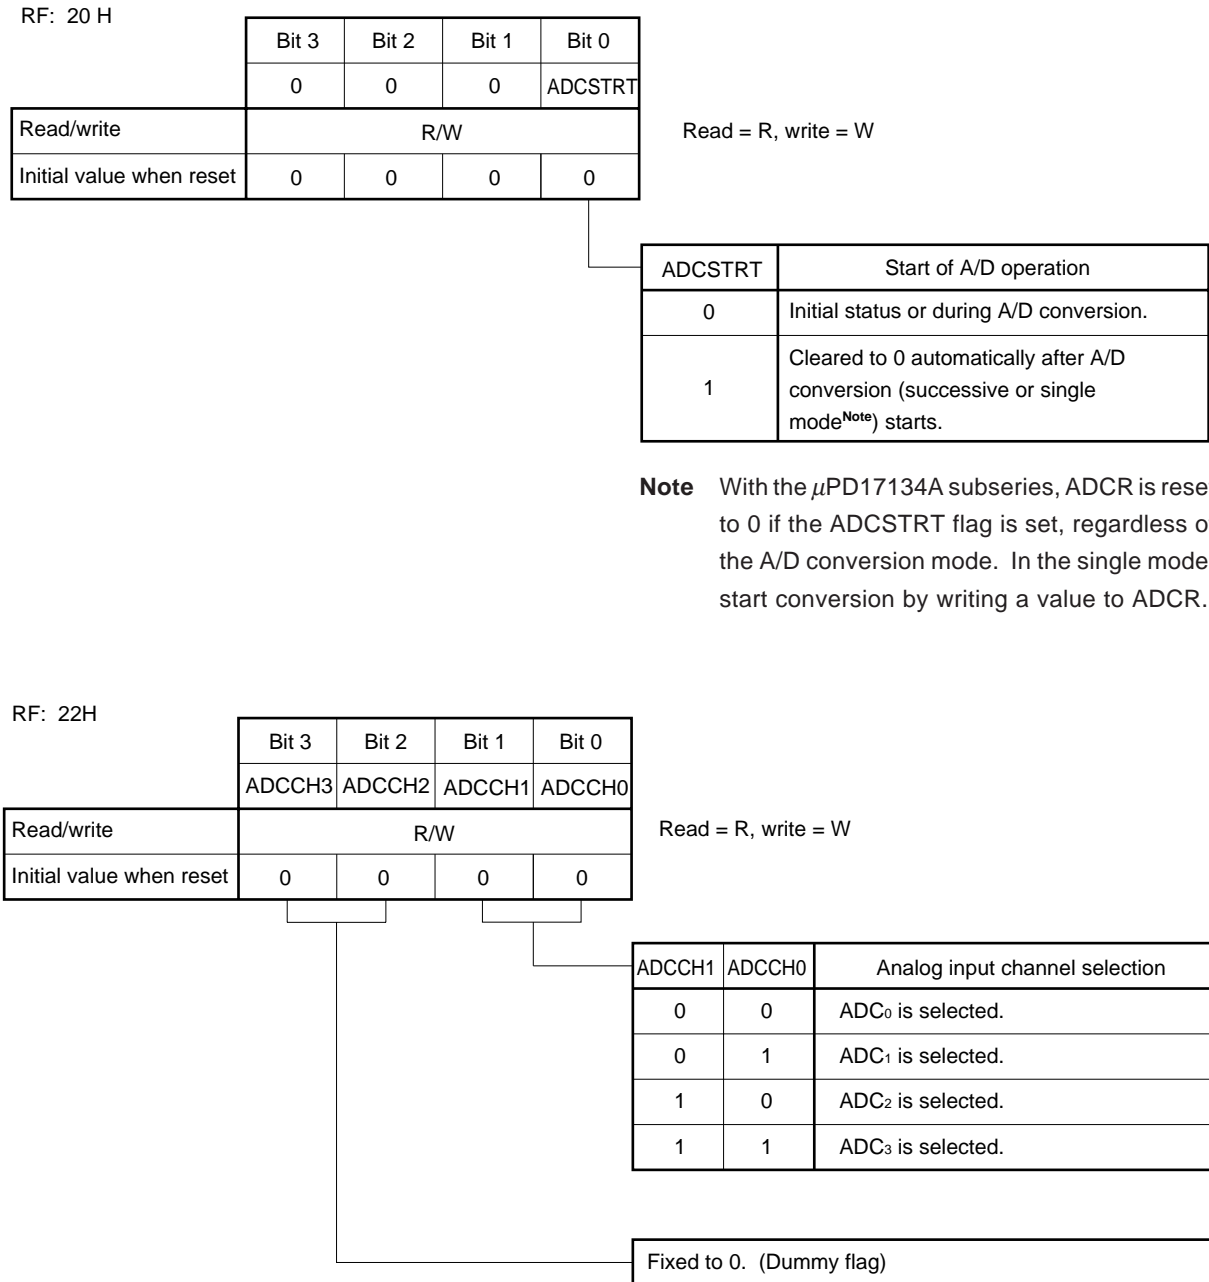 RF: 20 H
Bit 3 Bit 2 Bit 1 Bit 0
0 0 0 ADCSTRT
Read/write R/W Read = R, write = W
Initial value when reset 0 0 0 0
ADCSTRT Start of A/D operation
0 Initial status or during A/D conversion.
1 Cleared to 0 automatically after A/D
conversion (successive or single
modeNote) starts.
Note With the μPD17134A subseries, ADCR is rese
to 0 if the ADCSTRT flag is set, regardless o
the A/D conversion mode. In the single mode
start conversion by writing a value to ADCR.
RF: 22H
Bit 3 Bit 2 Bit 1 Bit 0
ADCCH3 ADCCH2 ADCCH1 ADCCH0
Read/write R/W Read = R, write = W
Initial value when reset 0 0 0 0
ADCCH1 ADCCH0 Analog input channel selection
0 0 ADC0 is selected.
0 1 ADC1 is selected.
1 0 ADC2 is selected.
1 1 ADC3 is selected.
Fixed to 0. (Dummy flag)